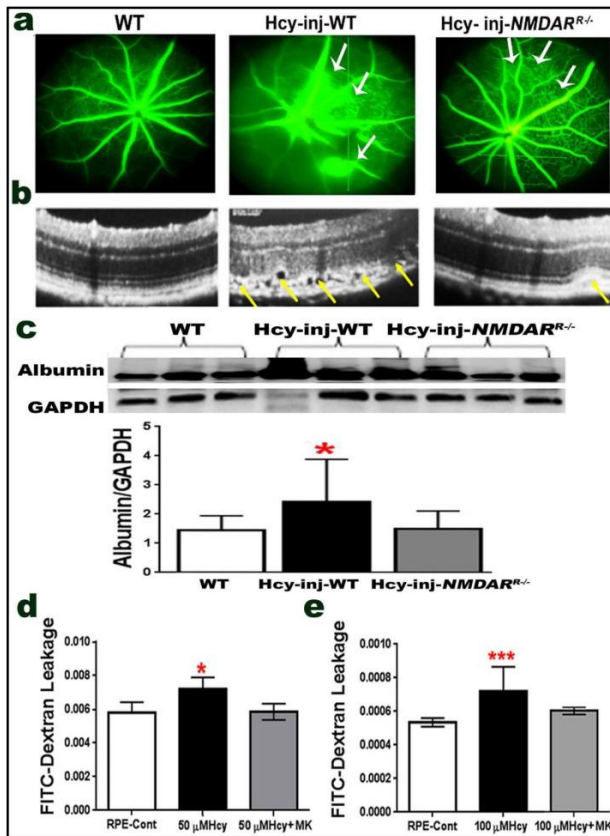 a
WT
Hcy-inj-WT
Hcy- inj-NMDAR R-/-
b
c
WT
Hcy-inj-WT
Hcy-inj-NMDAR R-/-
Albumin
GAPDH
Albumin/GAPDH
5
4
3
2
1
0
*
WT
Hcy-inj-WT
Hcy-inj-NMDAR R-/-
d
FITC-Dextran Leakage
0.010
0.008
0.006
0.004
0.002
0.000
*
RPE-Cont
50 µMHcy
50 µMHcy+MK
e
FITC-Dextran Leakage
0.0010
0.0008
0.0006
0.0004
0.0002
0.0000
***
RPE-Cont
100 µMHcy
100 µMHcy+MK